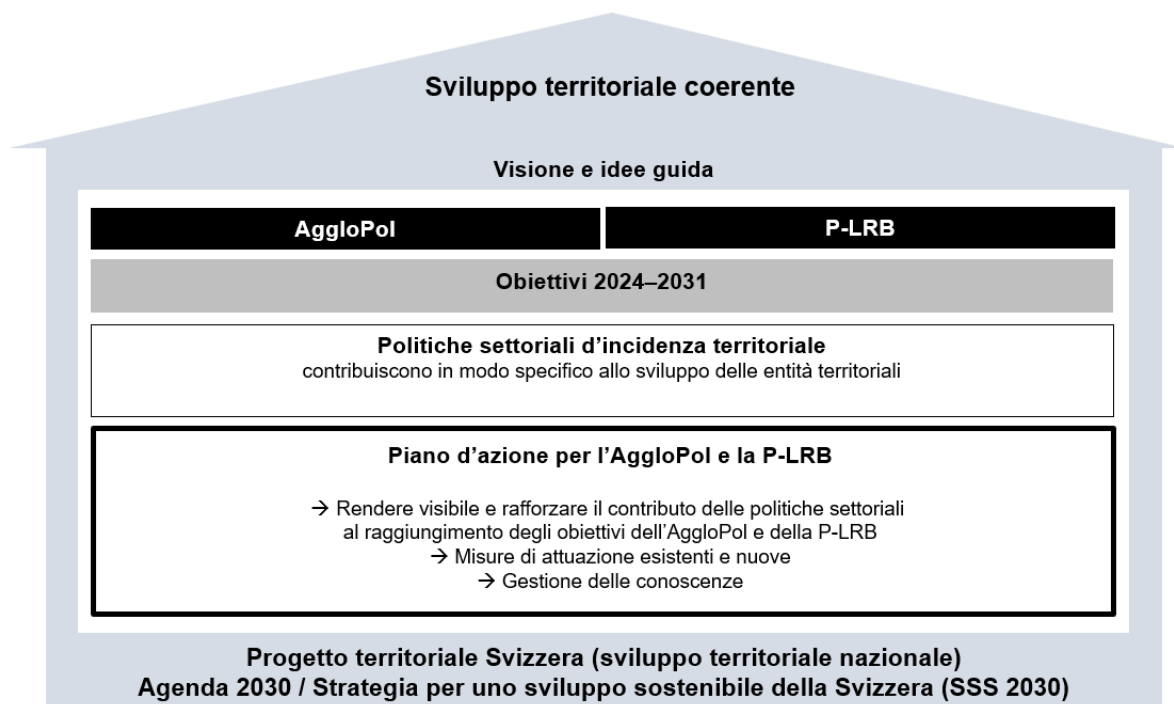 Sviluppo territoriale coerente
Visione e idee guida
AggloPol
P-LRB
Obiettivi 2024–2031
Politiche settoriali d’incidenza territoriale
contribuiscono in modo specifico allo sviluppo delle entità territoriali
Piano d’azione per l’AggloPol e la P-LRB
→ Rendere visibile e rafforzare il contributo delle politiche settoriali
al raggiungimento degli obiettivi dell’AggloPol e della P-LRB
→ Misure di attuazione esistenti e nuove
→ Gestione delle conoscenze
Progetto territoriale Svizzera (sviluppo territoriale nazionale)
Agenda 2030 / Strategia per uno sviluppo sostenibile della Svizzera (SSS 2030)